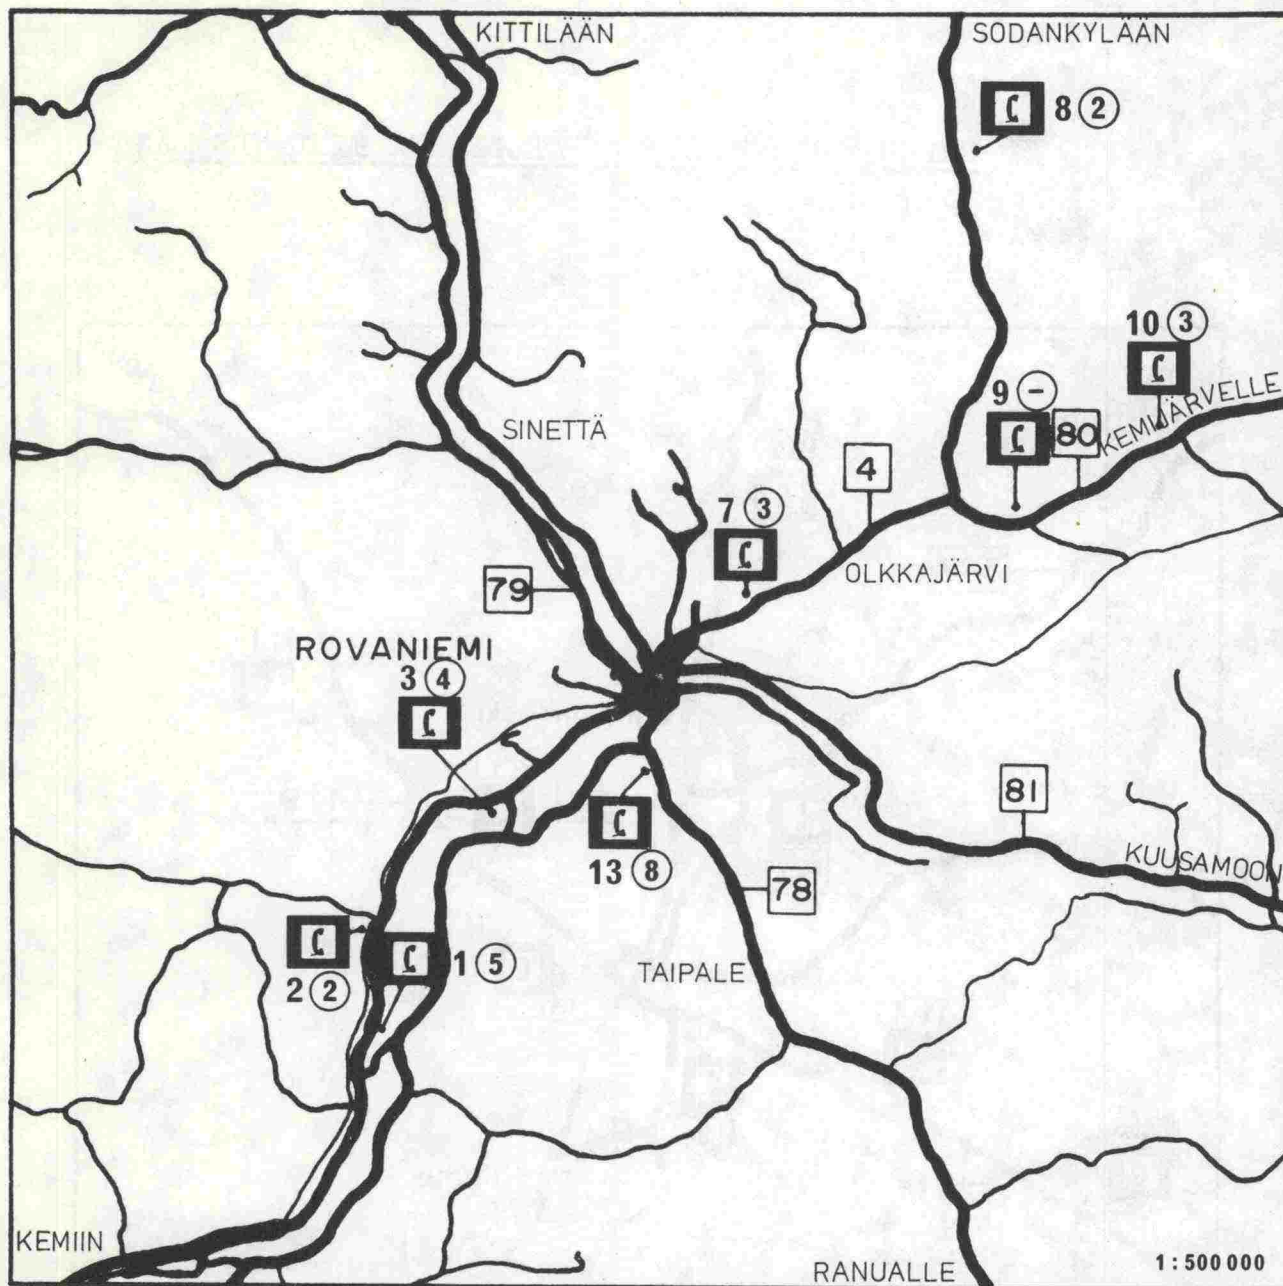 KITTILÄÄN
SODANKYLÄÄN
8 2
10 3
KEMIJÄRVELLE
9 –
80
SINETTÄ
4
7 3
OLKKAJÄRVI
79
ROVANIEMI
3 4
81
KUUSAMOON
13 8
78
TAIPALE
1 5
2 2
KEMIIN
RANUALLE
1:500 000